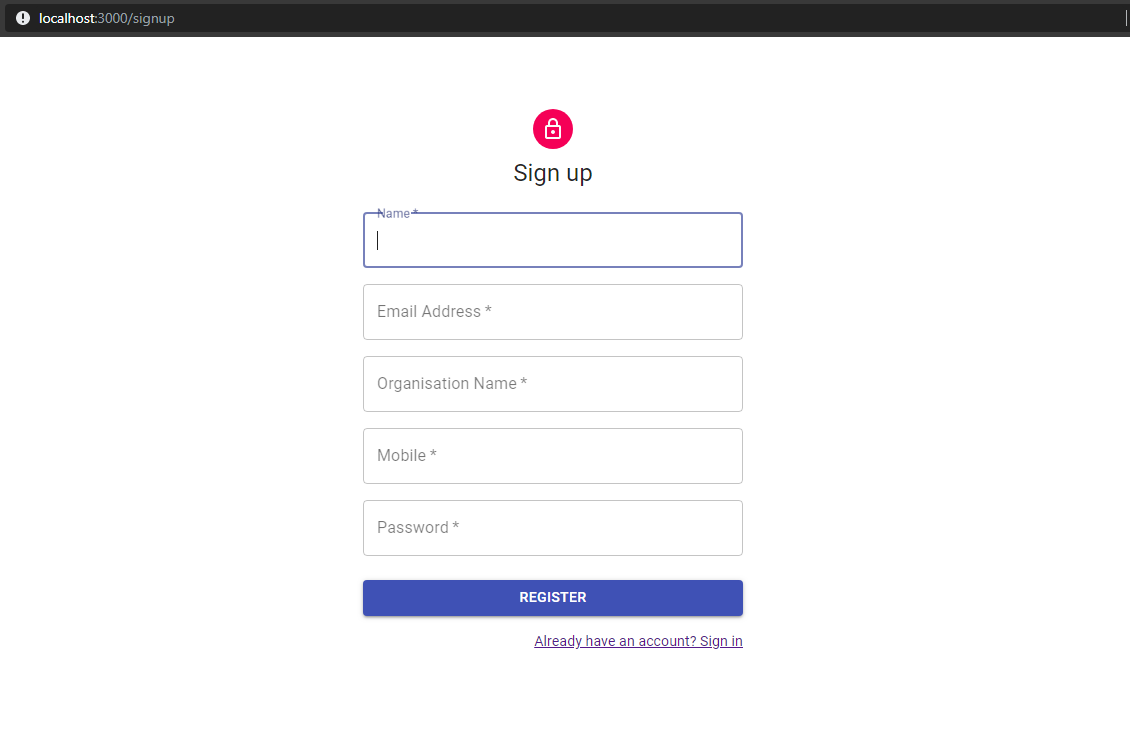 localhost:3000/signup
Sign up
Name *
Email Address *
Organisation Name *
Mobile *
Password *
REGISTER
Already have an account? Sign in